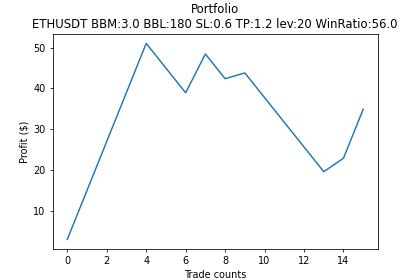 Portfolio
ETHUSDT BBM:3.0 BBL:180 SL:0.6 TP:1.2 lev:20 WinRatio:56.0
50
40
30
20
10
Profit ($)
0 2 4 6 8 10 12 14
Trade counts